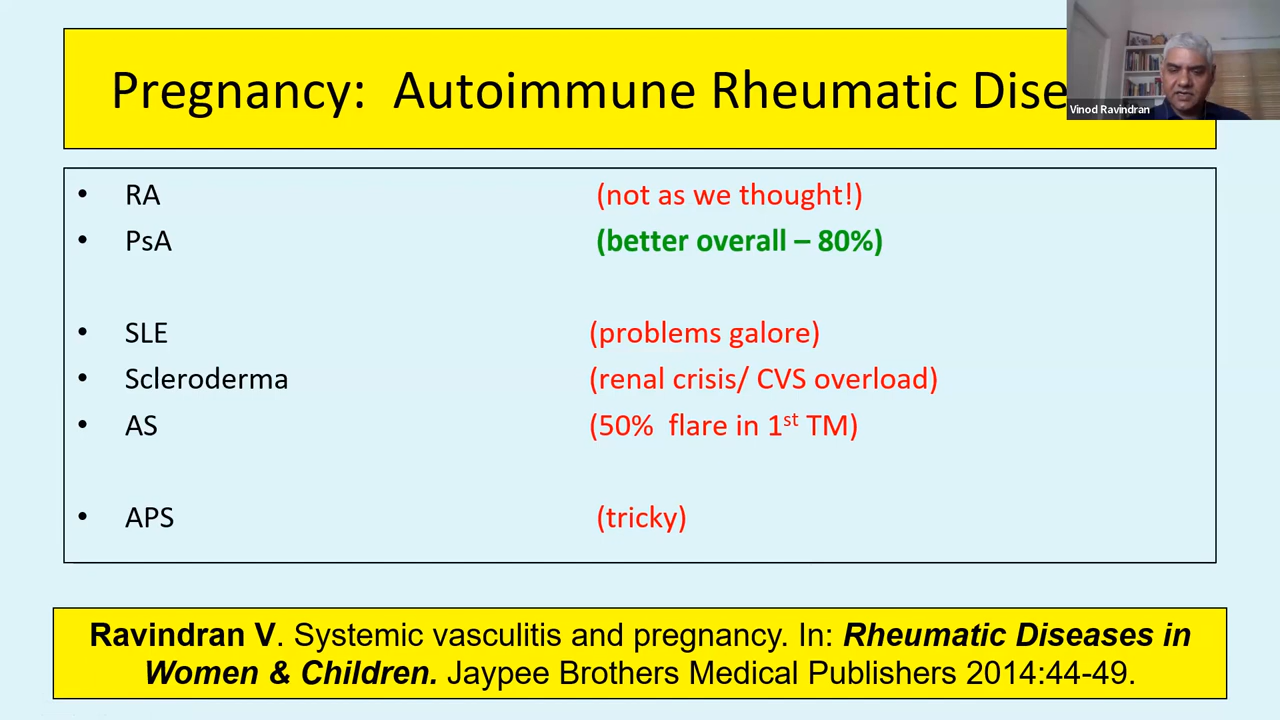 Pregnancy: Autoimmune Rheumatic Dise
Vinod Ravindran
• RA (not as we thought!)
• PsA (better overall – 80%)
• SLE (problems galore)
• Scleroderma (renal crisis/ CVS overload)
• AS (50% flare in 1st TM)
• APS (tricky)
Ravindran V. Systemic vasculitis and pregnancy. In: Rheumatic Diseases in
Women & Children. Jaypee Brothers Medical Publishers 2014:44-49.